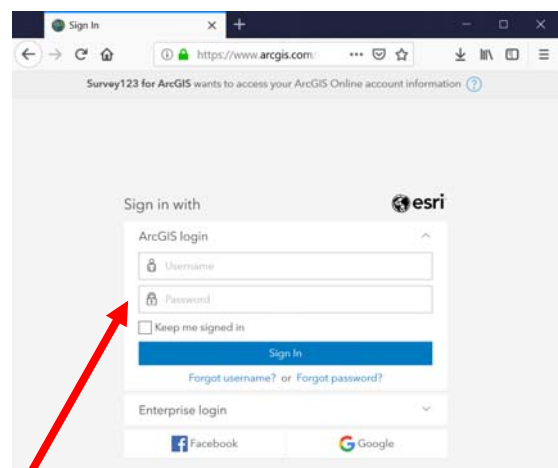 Sign In
https://www.arcgis.com/
Survey123 for ArcGIS wants to access your ArcGIS Online account information ?
Sign in with
esri
ArcGIS login
Username
Password
Keep me signed in
Sign In
Forgot username? or Forgot password?
Enterprise login
Facebook
Google